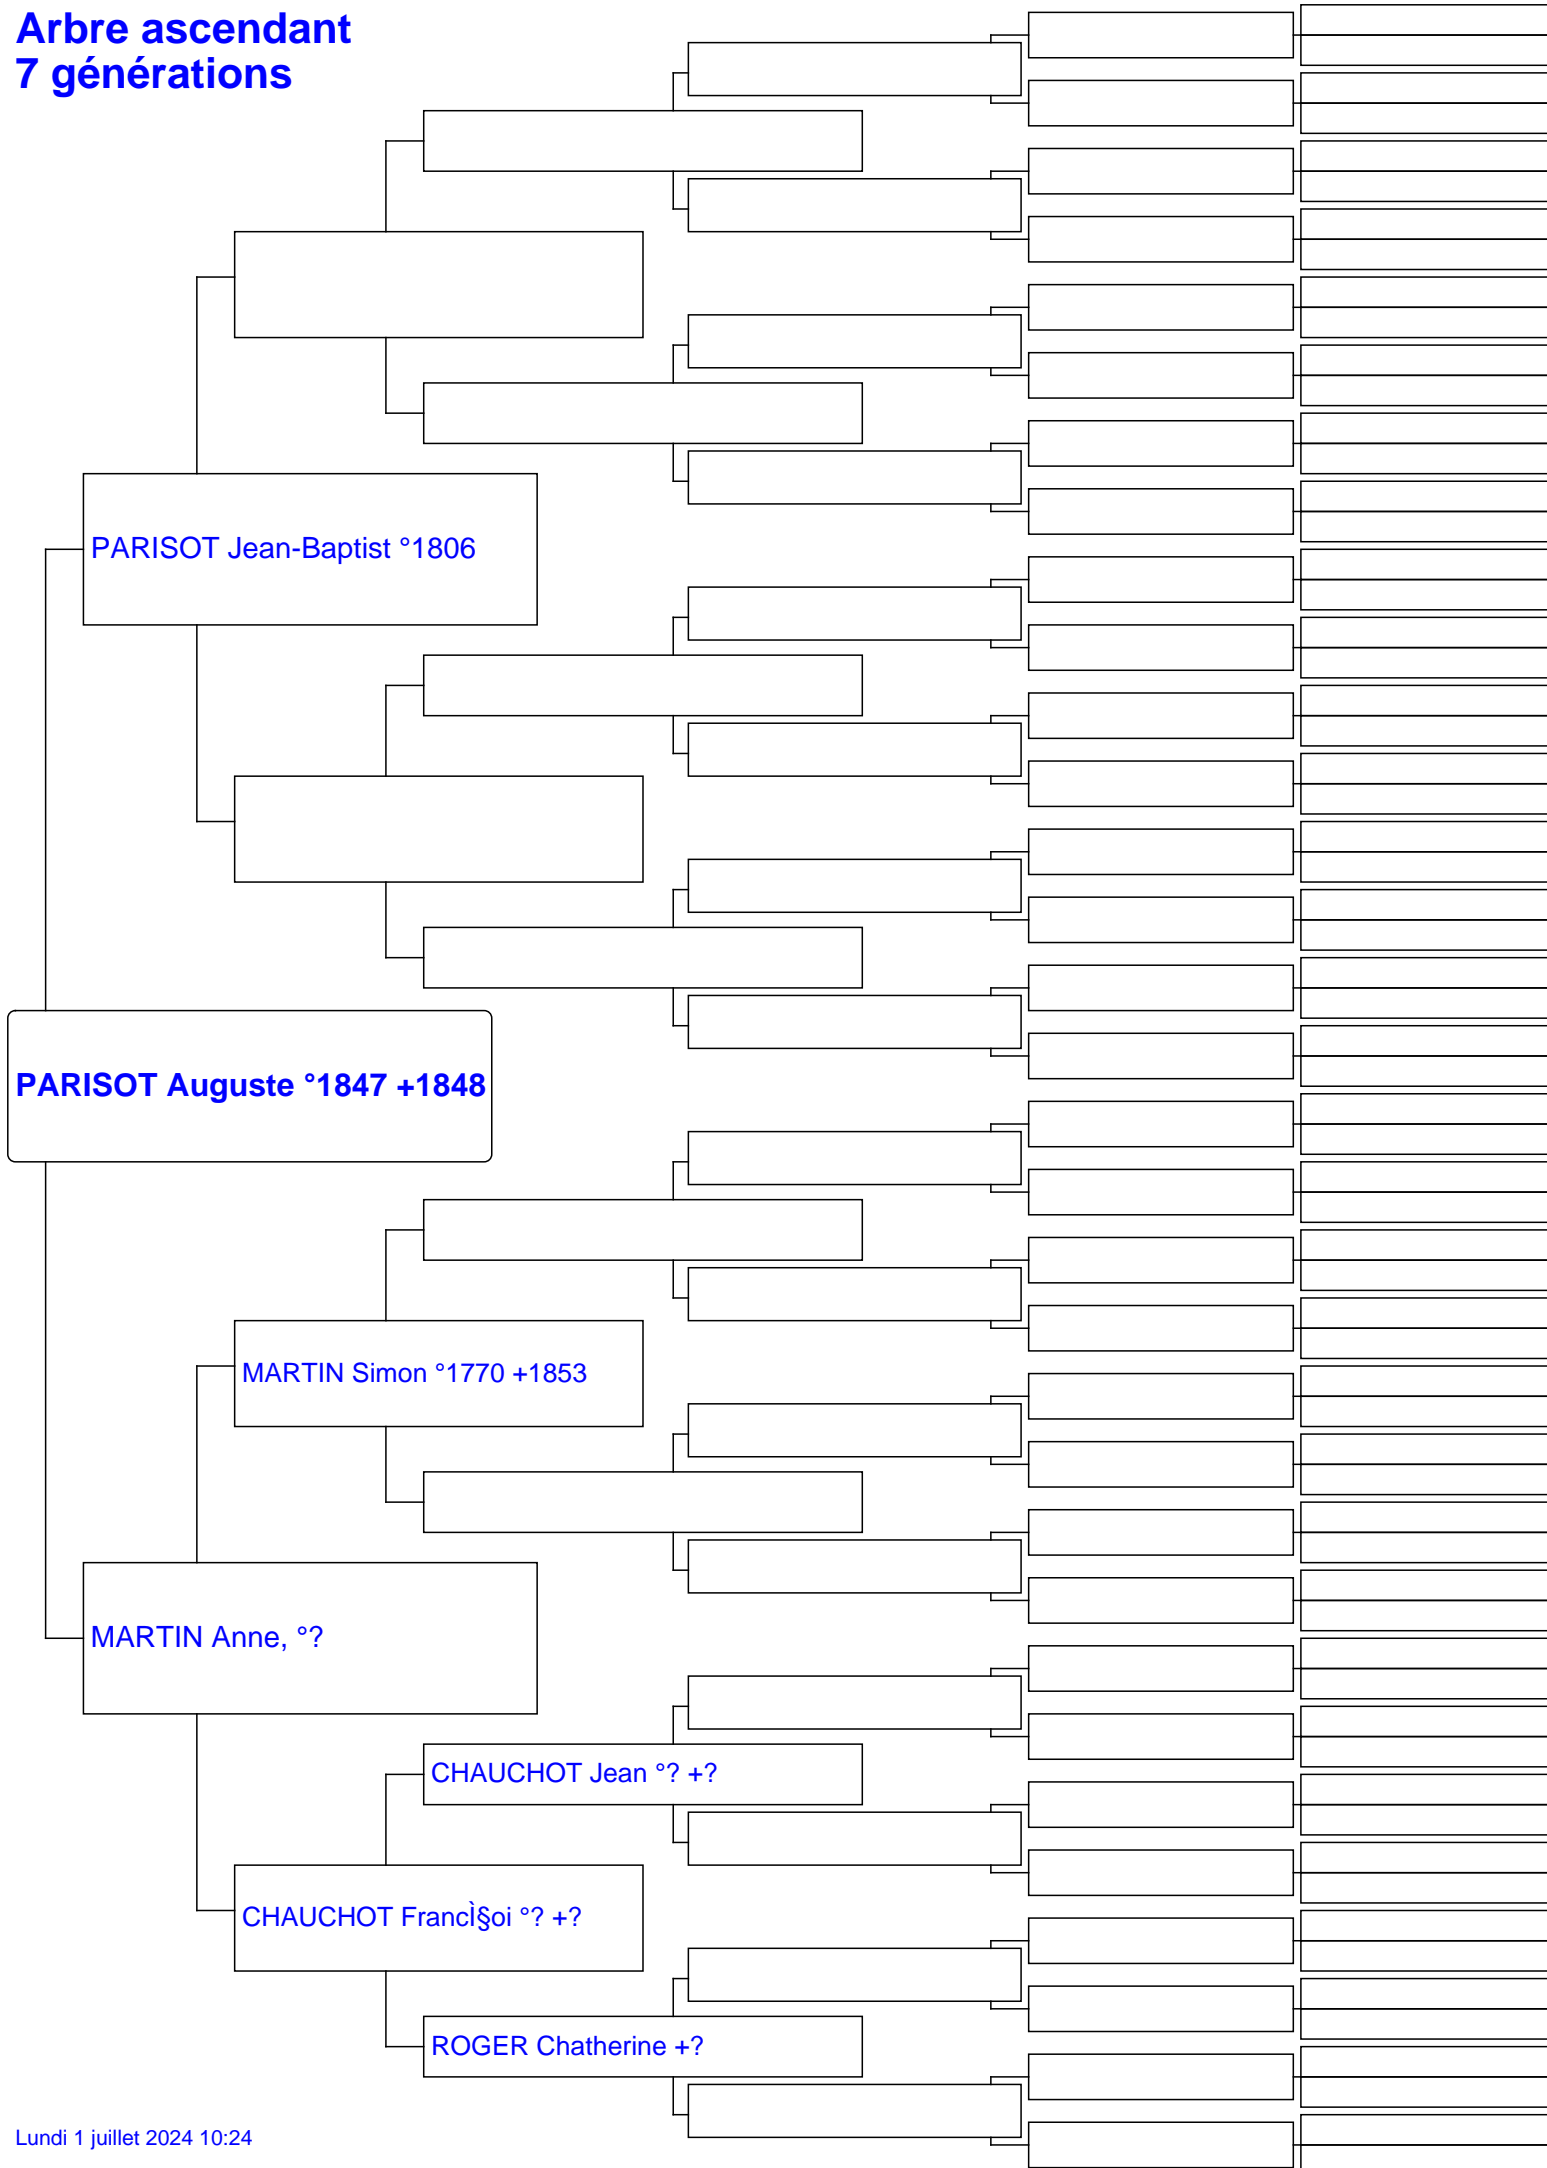 Arbre ascendant
7 générations
PARISOT Jean-Baptist °1806
PARISOT Auguste °1847 +1848
MARTIN Simon °1770 +1853
MARTIN Anne, °?
CHAUCHOT Jean °? +?
CHAUCHOT FrancÌ§oi °? +?
ROGER Chatherine +?
Lundi 1 juillet 2024 10:24